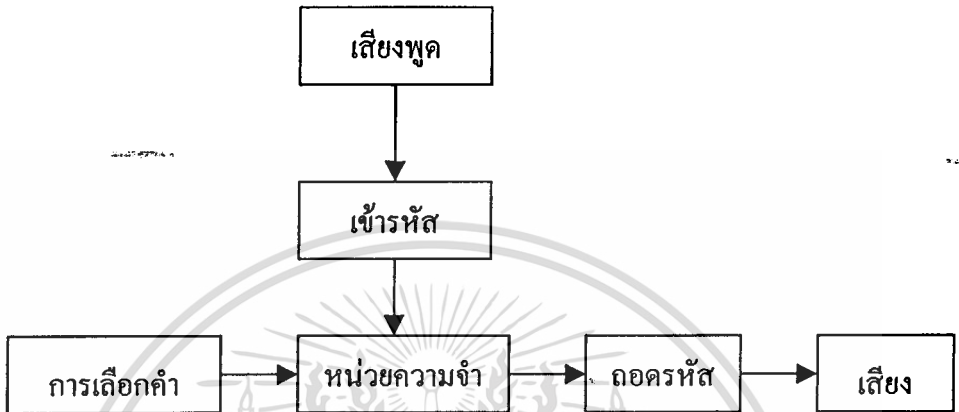 เสียงพูด
เข้ารหัส
การเลือกคำ
หน่วยความจำ
ถอดรหัส
เสียง